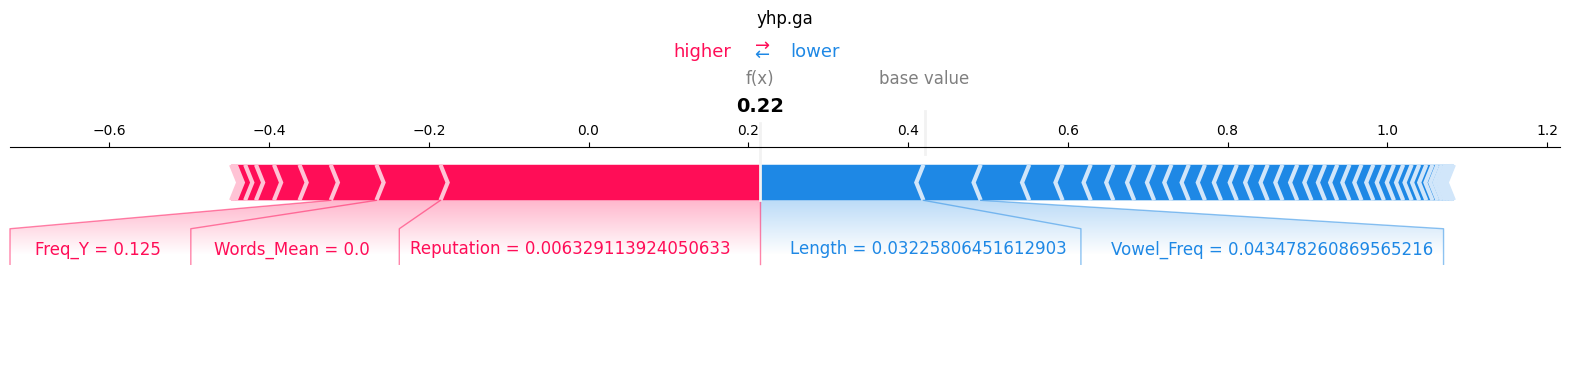 yhp.ga
higher ⇄ lower
f(x) base value
0.22
−0.6 −0.4 −0.2 0.0 0.2 0.4 0.6 0.8 1.0 1.2
Freq_Y = 0.125 Words_Mean = 0.0 Reputation = 0.006329113924050633 Length = 0.03225806451612903 Vowel_Freq = 0.043478260869565216